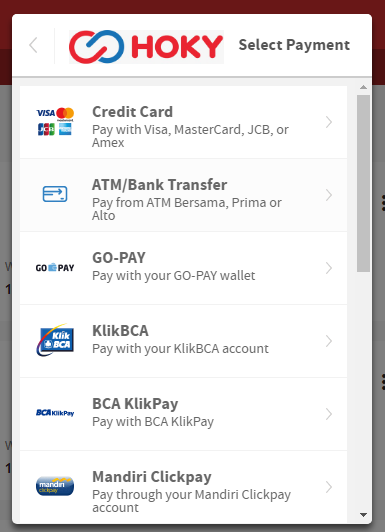 HOKY Select Payment
VISA MasterCard
JCB AMEX
Credit Card
Pay with Visa, MasterCard, JCB, or
Amex
ATM/Bank Transfer
Pay from ATM Bersama, Prima or
Alto
GO PAY
GO-PAY
Pay with your GO-PAY wallet
Klik
BCA
KlikBCA
Pay with your KlikBCA account
BCA KlikPay
BCA KlikPay
Pay with BCA KlikPay
mandiri
clickpay
Mandiri Clickpay
Pay through your Mandiri Clickpay
account